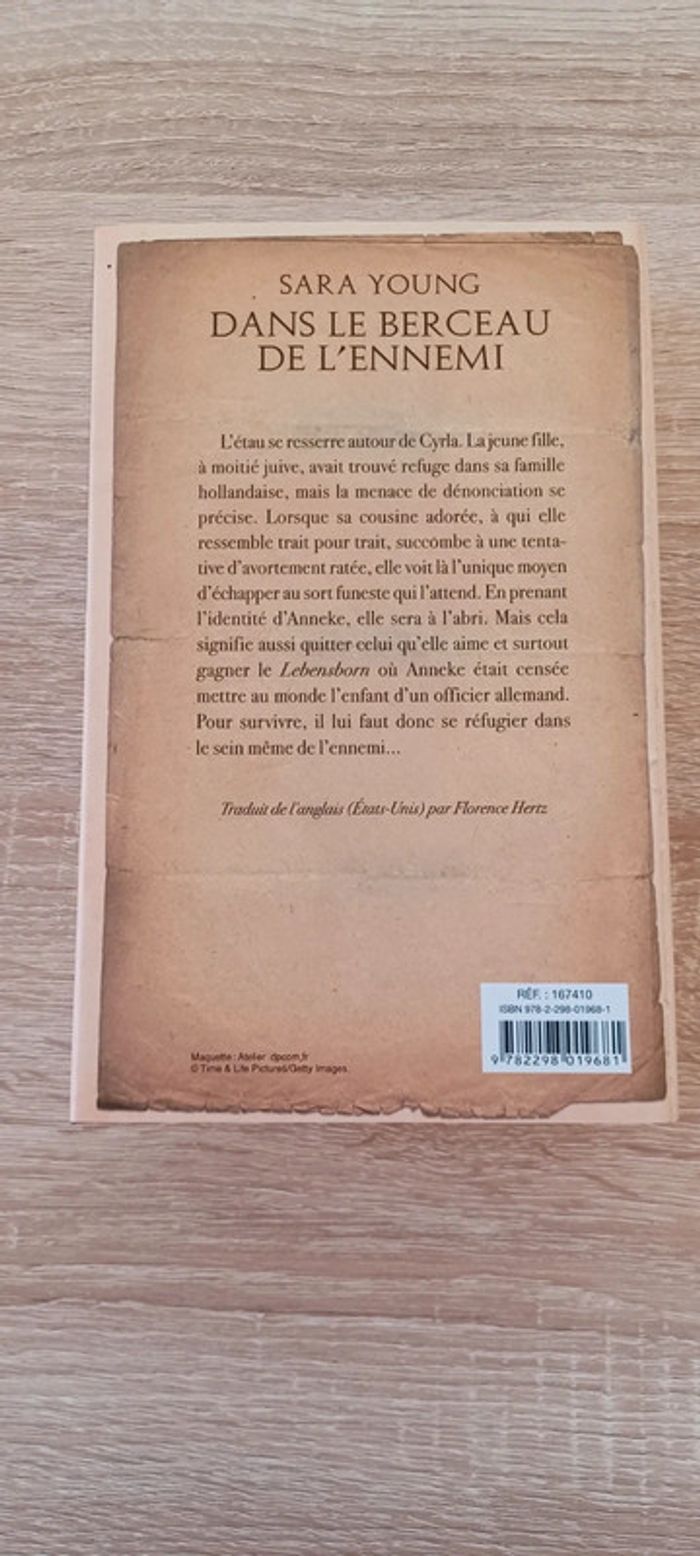 SARA YOUNG
DANS LE BERCEAU
DE L'ENNEMI
L'étau se resserre autour de Cyrla. La jeune fille,
à moitié juive, avait trouvé refuge dans sa famille
hollandaise, mais la menace de dénonciation se
précise. Lorsque sa cousine adorée, à qui elle
ressemble trait pour trait, succombe à une tenta-
tive d'avortement ratée, elle voit là l'unique moyen
d'échapper au sort funeste qui l'attend. En prenant
l'identité d'Anneke, elle sera à l'abri. Mais cela
signifie aussi quitter celui qu'elle aime et surtout
gagner le Lebensborn où Anneke était censée
mettre au monde l'enfant d'un officier allemand.
Pour survivre, il lui faut donc se réfugier dans
le sein même de l'ennemi...
Traduit de l'anglais (États-Unis) par Florence Hertz
RÉF. : 167410
ISBN 978-2-298-01968-1
9 782298 019681
Maquette : Atelier dpcom.fr
© Time & Life Pictures/Getty Images.